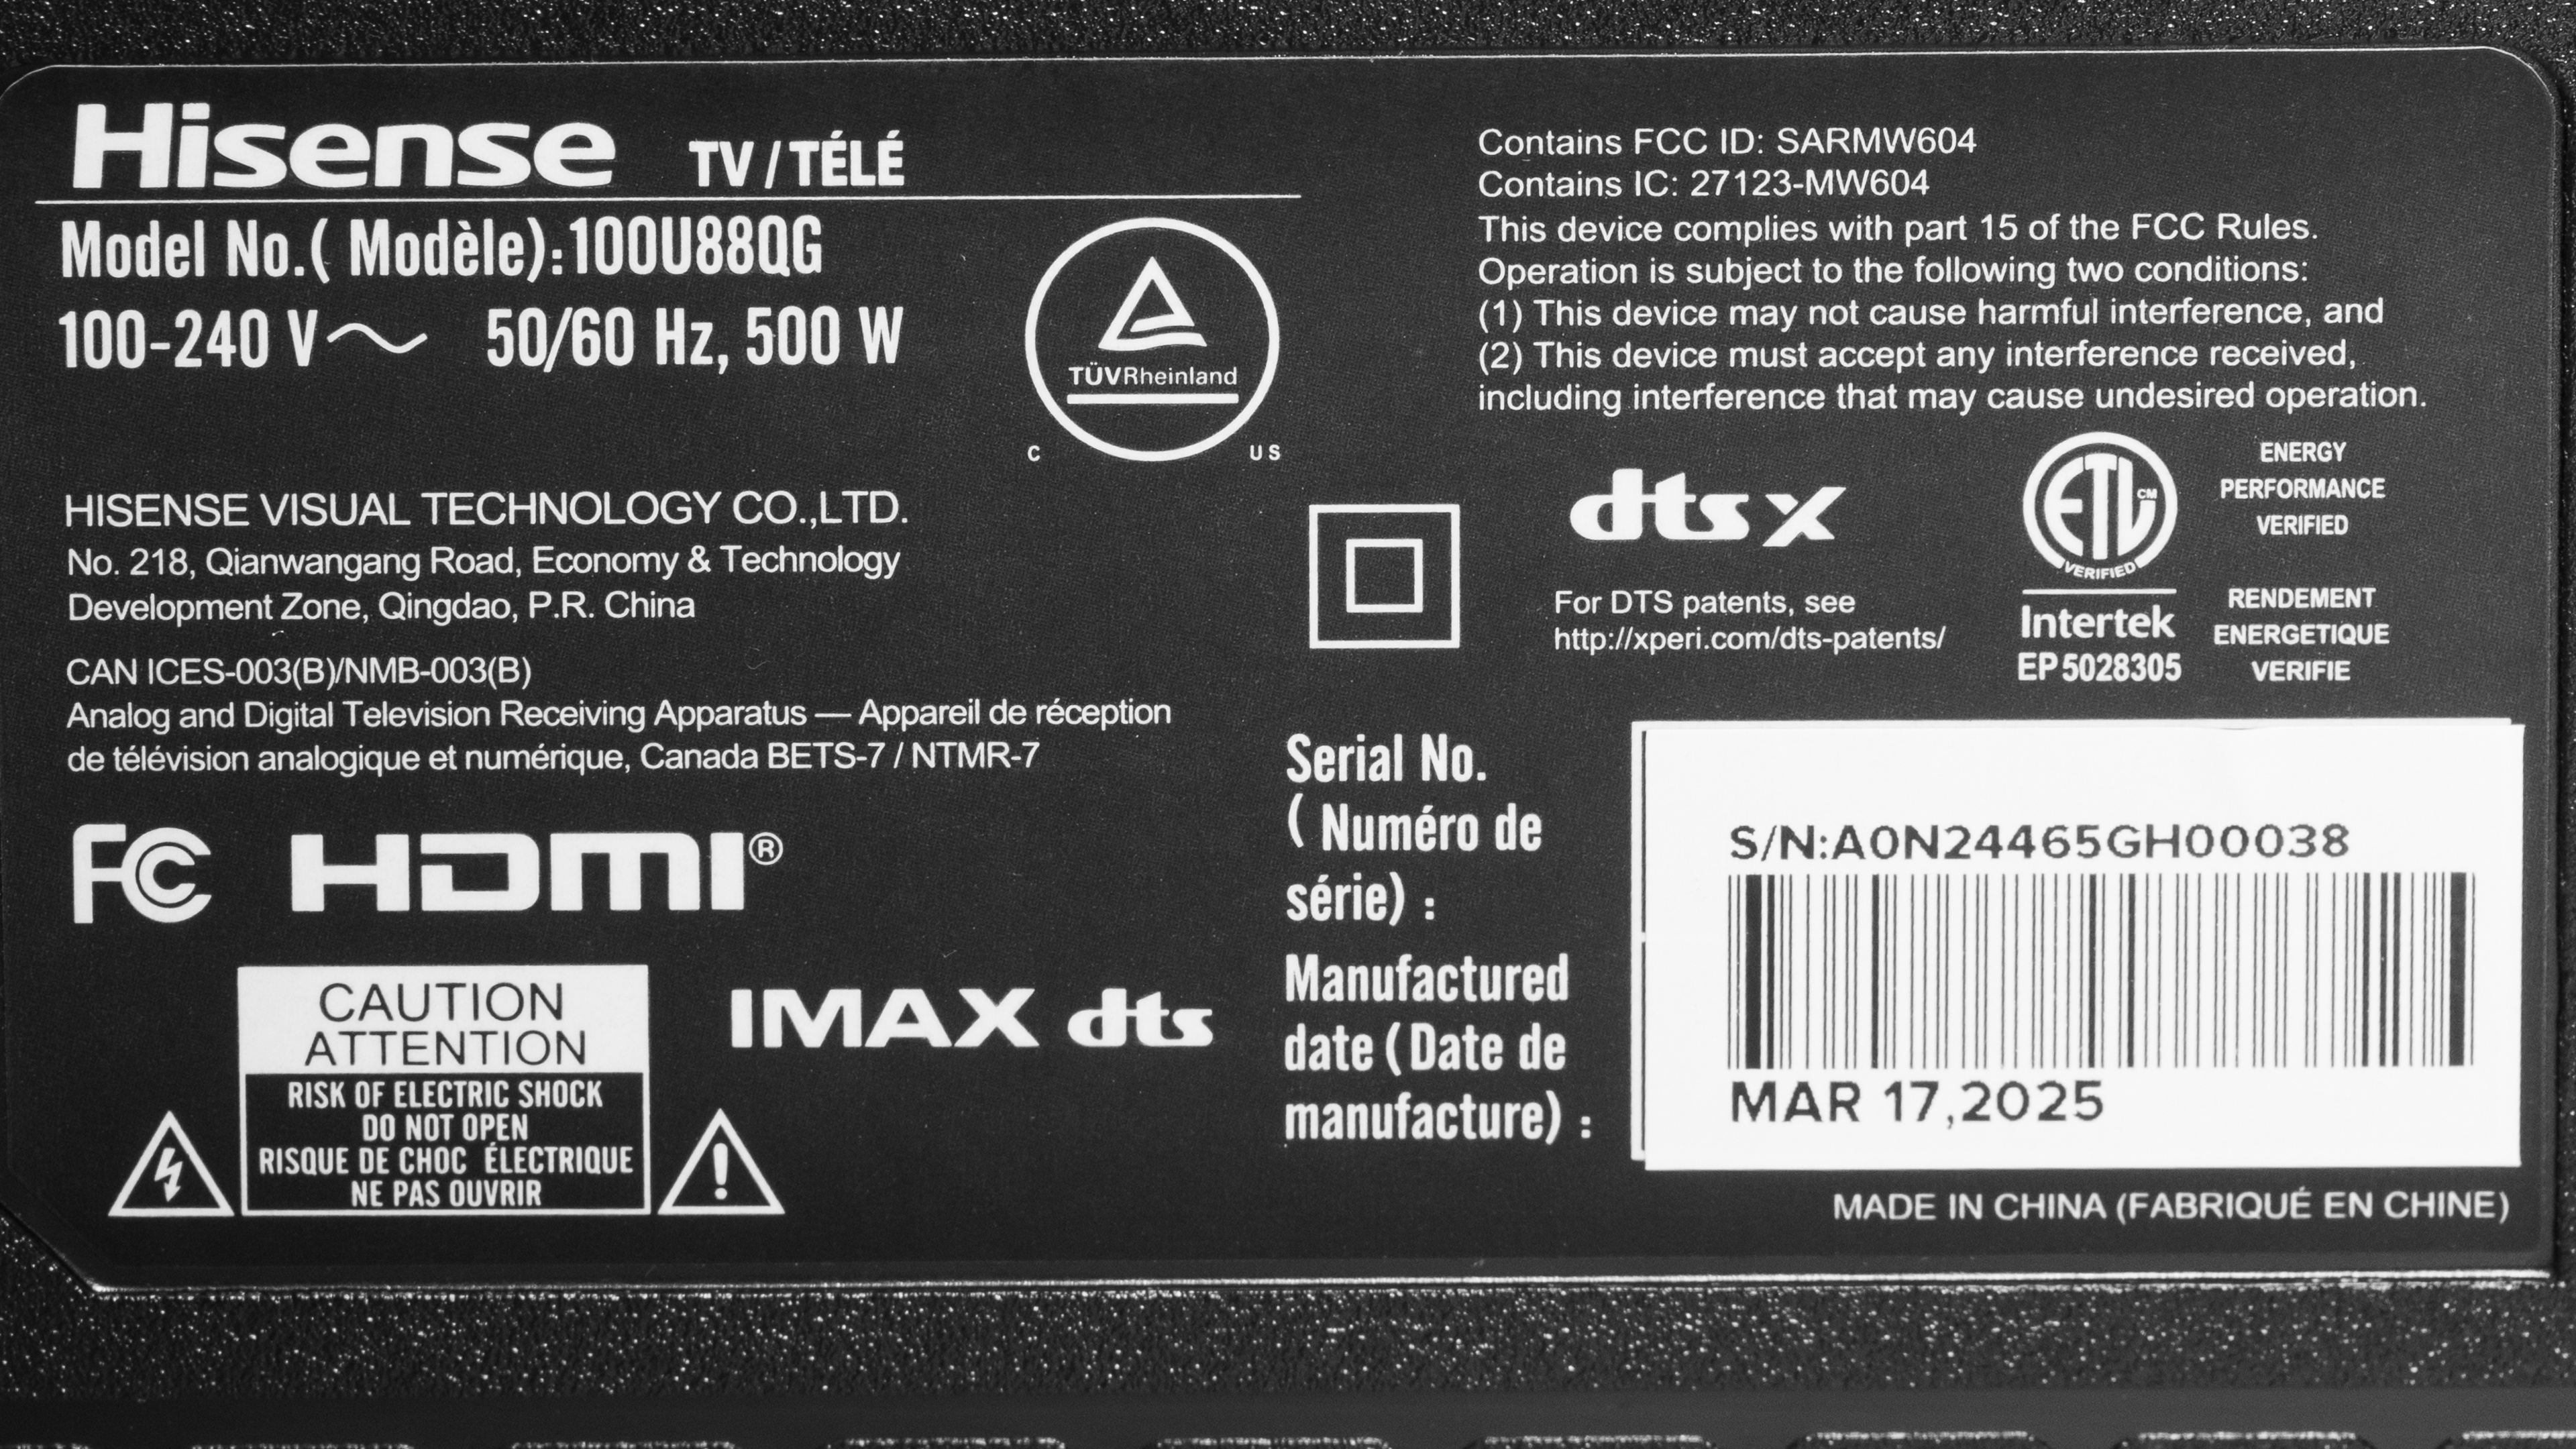 Hisense TV/TÉLÉ
Model No.( Modèle):100U88QG
100-240 V～ 50/60 Hz, 500 W
TÜVRheinland
C US
HISENSE VISUAL TECHNOLOGY CO.,LTD.
No. 218, Qianwangang Road, Economy & Technology
Development Zone, Qingdao, P.R. China
CAN ICES-003(B)/NMB-003(B)
Analog and Digital Television Receiving Apparatus — Appareil de réception
de télévision analogique et numérique, Canada BETS-7 / NTMR-7
FC HDMI®
CAUTION
ATTENTION
RISK OF ELECTRIC SHOCK
DO NOT OPEN
RISQUE DE CHOC ÉLECTRIQUE
NE PAS OUVRIR
IMAX dts
Contains FCC ID: SARMW604
Contains IC: 27123-MW604
This device complies with part 15 of the FCC Rules.
Operation is subject to the following two conditions:
(1) This device may not cause harmful interference, and
(2) This device must accept any interference received,
including interference that may cause undesired operation.
dts x
For DTS patents, see
http://xperi.com/dts-patents/
ETL CM
VERIFIED
Intertek
EP 5028305
ENERGY
PERFORMANCE
VERIFIED
RENDEMENT
ENERGETIQUE
VERIFIE
Serial No.
( Numéro de
série) :
S/N:A0N24465GH00038
Manufactured
date (Date de
manufacture) :
MAR 17,2025
MADE IN CHINA (FABRIQUÉ EN CHINE)